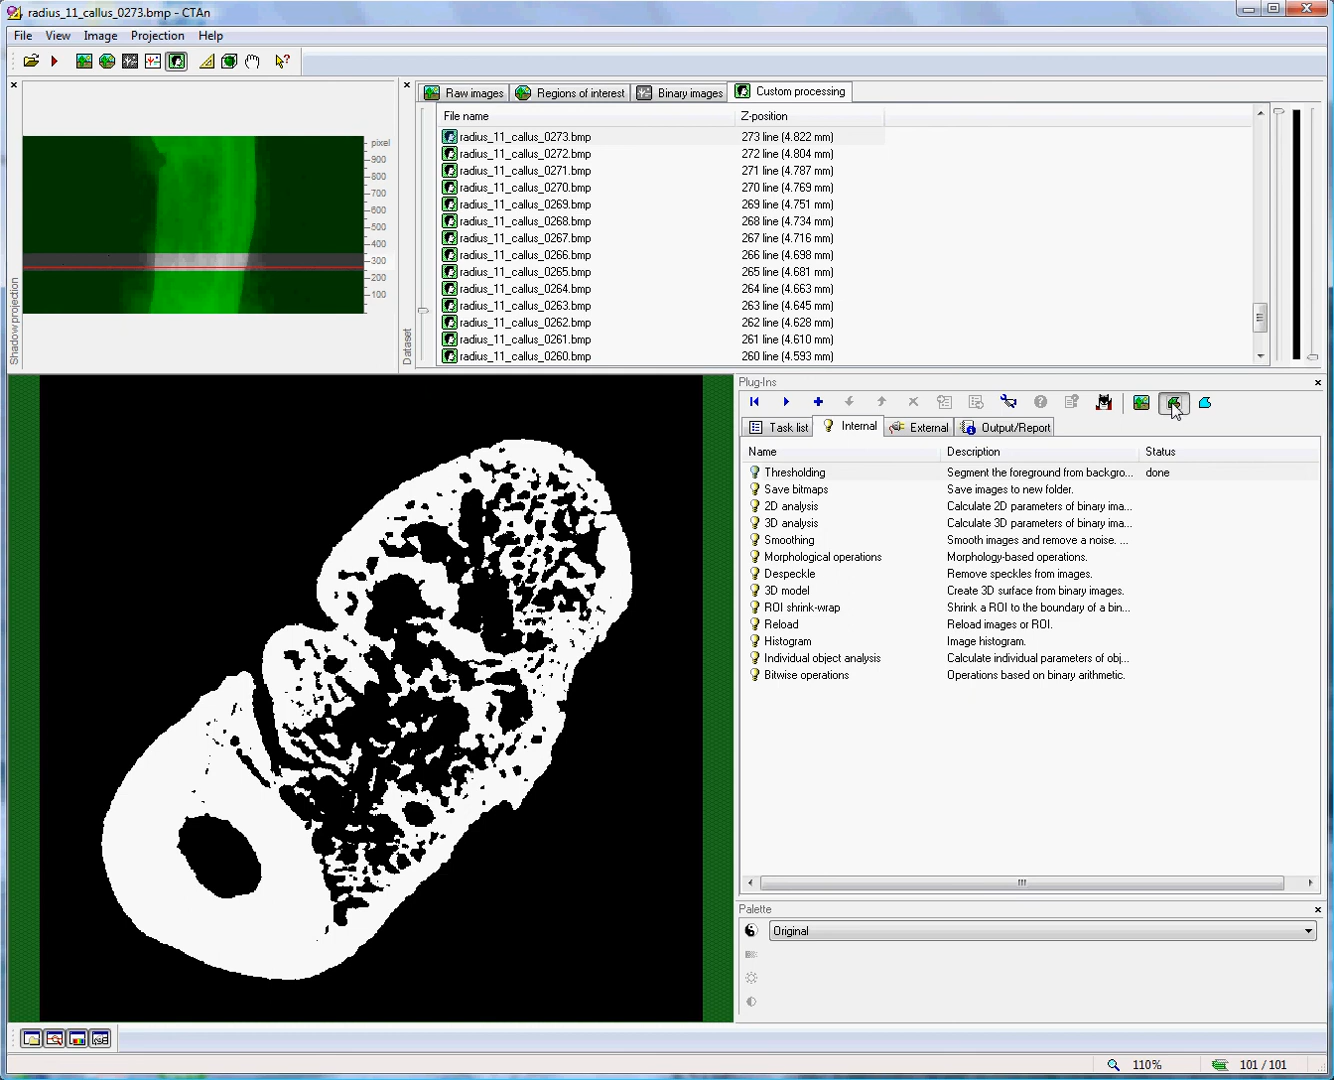 radius_11_callus_0273.bmp - CTAn
File View Image Projection Help
Raw images Regions of interest Binary images Custom processing
File name Z-position
radius_11_callus_0273.bmp 273 line (4.822 mm)
radius_11_callus_0272.bmp 272 line (4.804 mm)
radius_11_callus_0271.bmp 271 line (4.787 mm)
radius_11_callus_0270.bmp 270 line (4.769 mm)
radius_11_callus_0269.bmp 269 line (4.751 mm)
radius_11_callus_0268.bmp 268 line (4.734 mm)
radius_11_callus_0267.bmp 267 line (4.716 mm)
radius_11_callus_0266.bmp 266 line (4.698 mm)
radius_11_callus_0265.bmp 265 line (4.681 mm)
radius_11_callus_0264.bmp 264 line (4.663 mm)
radius_11_callus_0263.bmp 263 line (4.645 mm)
radius_11_callus_0262.bmp 262 line (4.628 mm)
radius_11_callus_0261.bmp 261 line (4.610 mm)
radius_11_callus_0260.bmp 260 line (4.593 mm)
pixel
900
800
700
600
500
400
300
200
100
Shadow projection
Dataset
Plug-Ins
Task list Internal External Output/Report
Name Description Status
Thresholding Segment the foreground from backgro... done
Save bitmaps Save images to new folder.
2D analysis Calculate 2D parameters of binary ima...
3D analysis Calculate 3D parameters of binary ima...
Smoothing Smooth images and remove a noise. ...
Morphological operations Morphology-based operations.
Despeckle Remove speckles from images.
3D model Create 3D surface from binary images.
ROI shrink-wrap Shrink a ROI to the boundary of a bin...
Reload Reload images or ROI.
Histogram Image histogram.
Individual object analysis Calculate individual parameters of obj...
Bitwise operations Operations based on binary arithmetic.
Palette
Original
110% 101 / 101